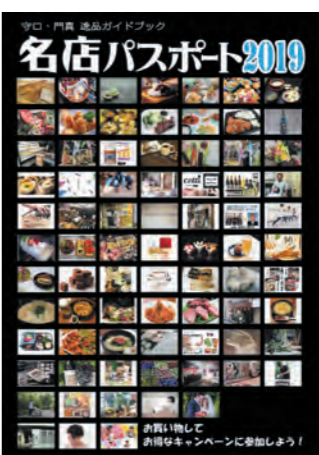 守口・門真 逸品ガイドブック
名店パスポート2019
お買い物して
お得なキャンペーンに参加しよう！